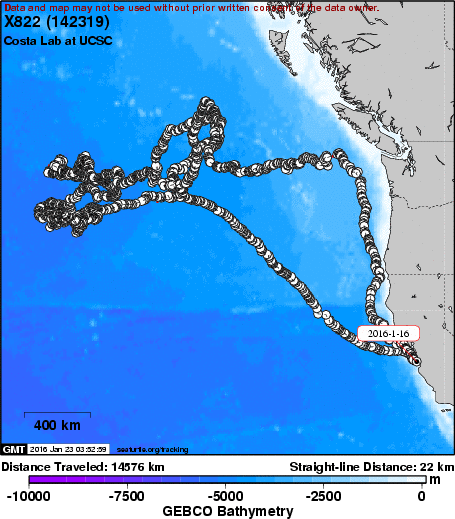 Data and map may not be used without prior written consent of the data owner.
X822 (142319)
Costa Lab at UCSC
2016-1-16
400 km
GMT 2016 Jan 23 03:52:59 seaturtle.org/tracking
Distance Traveled: 14576 km Straight-line Distance: 22 km
m
-10000 -7500 -5000 -2500 0
GEBCO Bathymetry